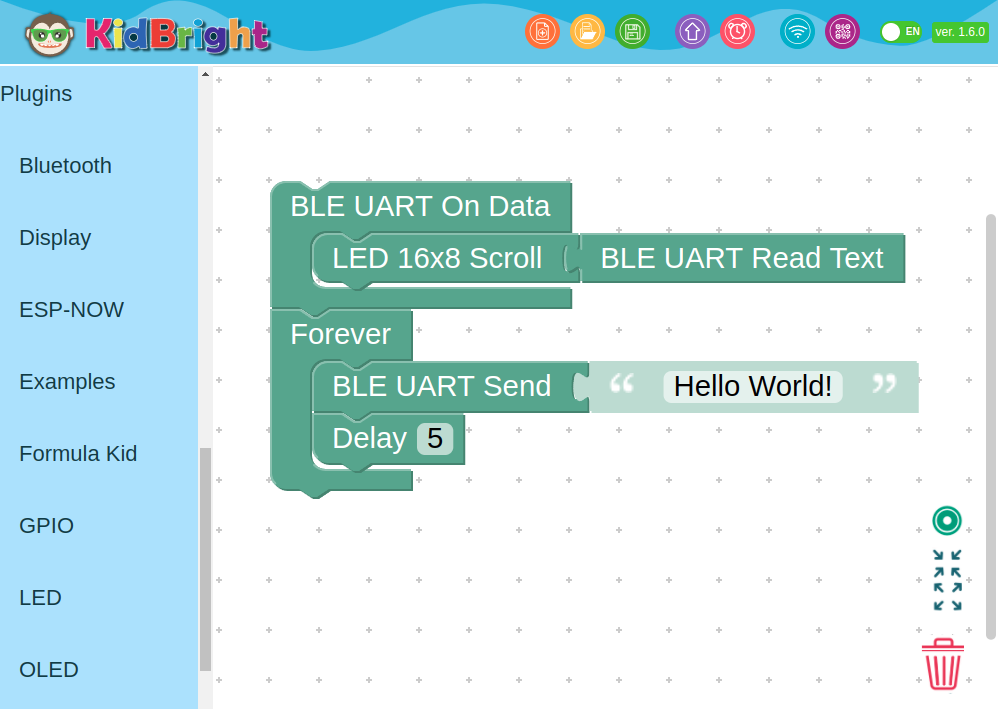 KidBright
EN
ver. 1.6.0
Plugins
Bluetooth
Display
ESP-NOW
Examples
Formula Kid
GPIO
LED
OLED
BLE UART On Data
LED 16x8 Scroll BLE UART Read Text
Forever
BLE UART Send “ Hello World! ”
Delay 5